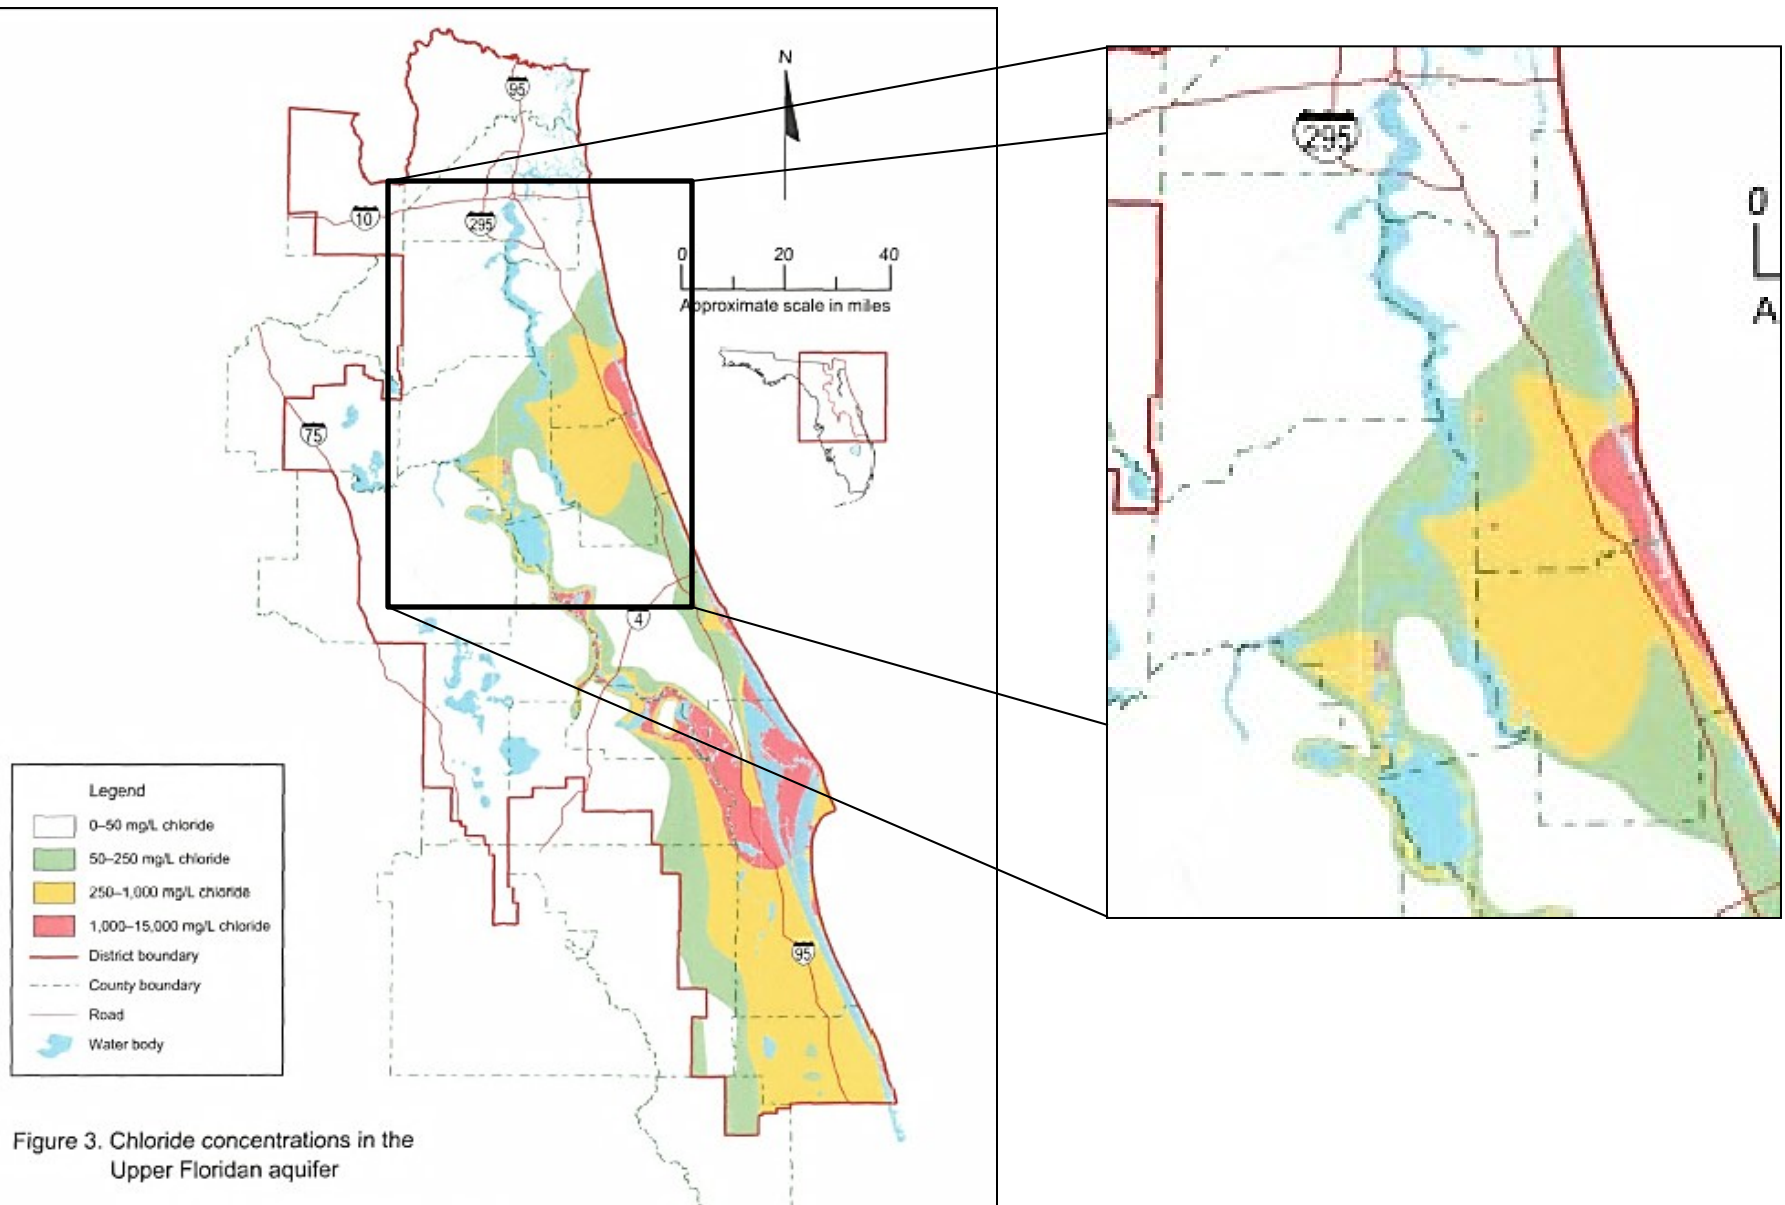 N
95
10
295
0 20 40
Approximate scale in miles
75
4
95
Legend
0–50 mg/L chloride
50–250 mg/L chloride
250–1,000 mg/L chloride
1,000–15,000 mg/L chloride
District boundary
County boundary
Road
Water body
Figure 3. Chloride concentrations in the
Upper Floridan aquifer
295
0
A